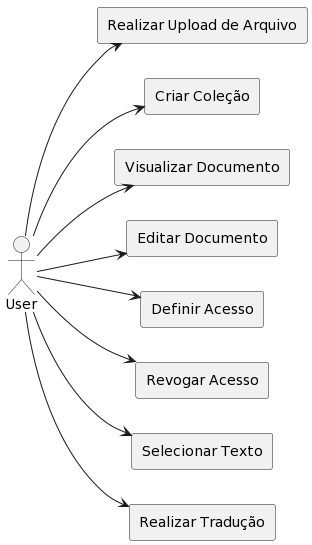 Realizar Upload de Arquivo
Criar Coleção
Visualizar Documento
Editar Documento
User
Definir Acesso
Revogar Acesso
Selecionar Texto
Realizar Tradução